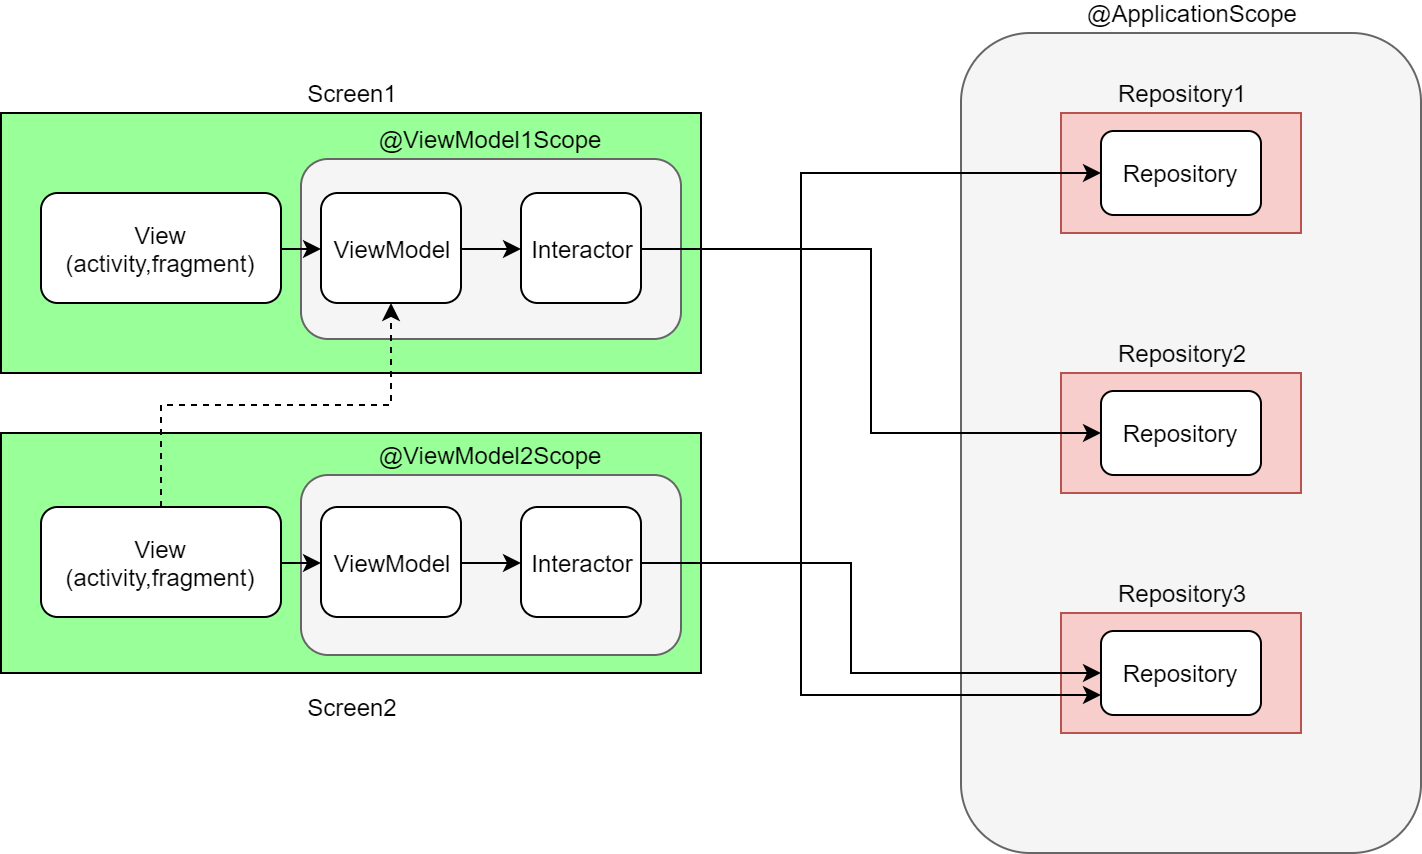 @ApplicationScope
Screen1
@ViewModel1Scope
View
(activity,fragment)
ViewModel
Interactor
@ViewModel2Scope
View
(activity,fragment)
ViewModel
Interactor
Screen2
Repository1
Repository
Repository2
Repository
Repository3
Repository